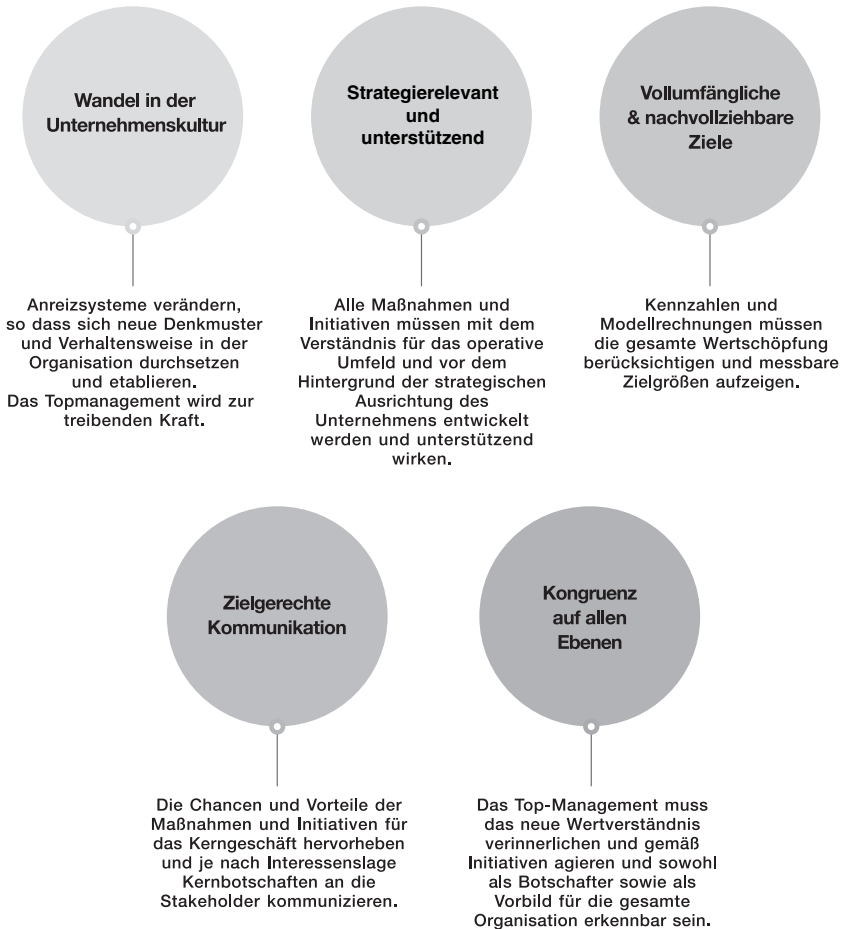 Wandel in der
Unternehmenskultur
Strategierelevant
und
unterstützend
Vollumfängliche
& nachvollziehbare
Ziele
Anreizsysteme verändern,
so dass sich neue Denkmuster
und Verhaltensweise in der
Organisation durchsetzen
und etablieren.
Das Topmanagement wird zur
treibenden Kraft.
Alle Maßnahmen und
Initiativen müssen mit dem
Verständnis für das operative
Umfeld und vor dem
Hintergrund der strategischen
Ausrichtung des
Unternehmens entwickelt
werden und unterstützend
wirken.
Kennzahlen und
Modellrechnungen müssen
die gesamte Wertschöpfung
berücksichtigen und messbare
Zielgrößen aufzeigen.
Zielgerechte
Kommunikation
Kongruenz
auf allen
Ebenen
Die Chancen und Vorteile der
Maßnahmen und Initiativen für
das Kerngeschäft hervorheben
und je nach Interessenslage
Kernbotschaften an die
Stakeholder kommunizieren.
Das Top-Management muss
das neue Wertverständnis
verinnerlichen und gemäß
Initiativen agieren und sowohl
als Botschafter sowie als
Vorbild für die gesamte
Organisation erkennbar sein.